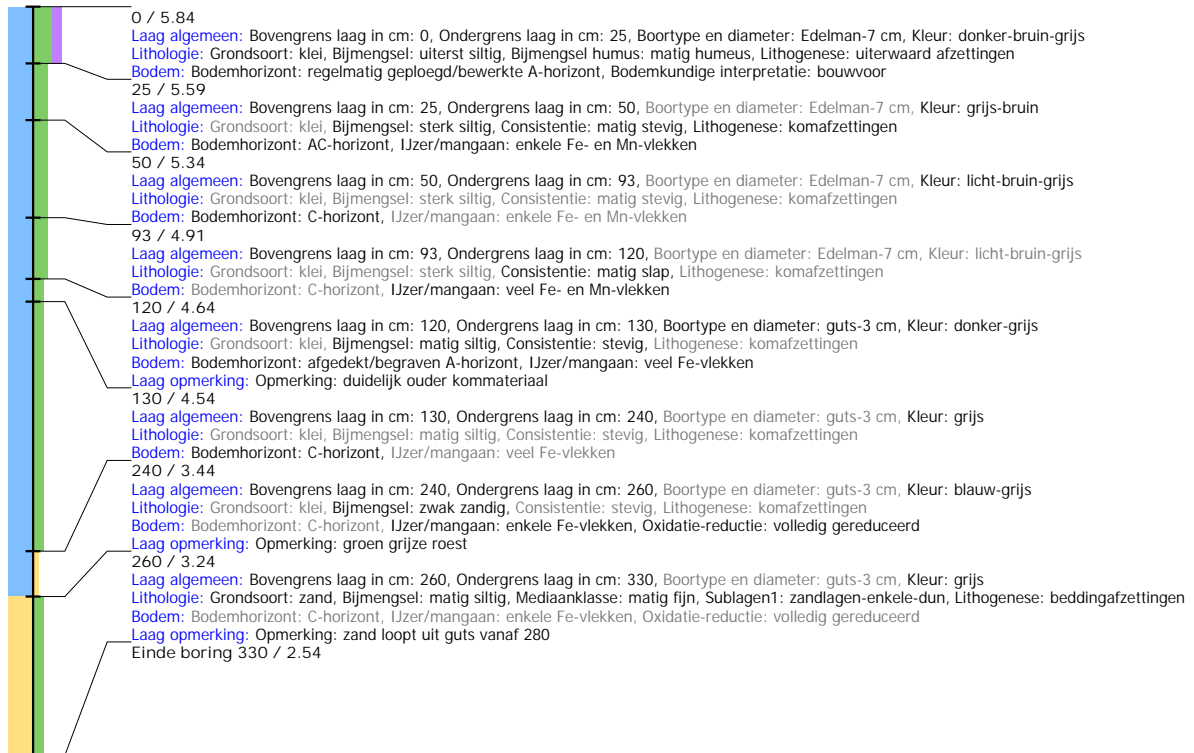 0 / 5.84
Laag algemeen: Bovengrens laag in cm: 0, Ondergrens laag in cm: 25, Boortype en diameter: Edelman-7 cm, Kleur: donker-bruin-grijs
Lithologie: Grondsoort: klei, Bijmengsel: uiterst siltig, Bijmengsel humus: matig humeus, Lithogenese: uiterwaard afzettingen
Bodem: Bodemhorizont: regelmatig geploegd/bewerkte A-horizont, Bodemkundige interpretatie: bouwvoor
25 / 5.59
Laag algemeen: Bovengrens laag in cm: 25, Ondergrens laag in cm: 50, Boortype en diameter: Edelman-7 cm, Kleur: grijs-bruin
Lithologie: Grondsoort: klei, Bijmengsel: sterk siltig, Consistentie: matig stevig, Lithogenese: komafzettingen
Bodem: Bodemhorizont: AC-horizont, IJzer/mangaan: enkele Fe- en Mn-vlekken
50 / 5.34
Laag algemeen: Bovengrens laag in cm: 50, Ondergrens laag in cm: 93, Boortype en diameter: Edelman-7 cm, Kleur: licht-bruin-grijs
Lithologie: Grondsoort: klei, Bijmengsel: sterk siltig, Consistentie: matig stevig, Lithogenese: komafzettingen
Bodem: Bodemhorizont: C-horizont, IJzer/mangaan: enkele Fe- en Mn-vlekken
93 / 4.91
Laag algemeen: Bovengrens laag in cm: 93, Ondergrens laag in cm: 120, Boortype en diameter: Edelman-7 cm, Kleur: licht-bruin-grijs
Lithologie: Grondsoort: klei, Bijmengsel: sterk siltig, Consistentie: matig slap, Lithogenese: komafzettingen
Bodem: Bodemhorizont: C-horizont, IJzer/mangaan: veel Fe- en Mn-vlekken
120 / 4.64
Laag algemeen: Bovengrens laag in cm: 120, Ondergrens laag in cm: 130, Boortype en diameter: guts-3 cm, Kleur: donker-grijs
Lithologie: Grondsoort: klei, Bijmengsel: matig siltig, Consistentie: stevig, Lithogenese: komafzettingen
Bodem: Bodemhorizont: afgedekt/begraven A-horizont, IJzer/mangaan: veel Fe-vlekken
Laag opmerking: Opmerking: duidelijk ouder kommateriaal
130 / 4.54
Laag algemeen: Bovengrens laag in cm: 130, Ondergrens laag in cm: 240, Boortype en diameter: guts-3 cm, Kleur: grijs
Lithologie: Grondsoort: klei, Bijmengsel: matig siltig, Consistentie: stevig, Lithogenese: komafzettingen
Bodem: Bodemhorizont: C-horizont, IJzer/mangaan: veel Fe-vlekken
240 / 3.44
Laag algemeen: Bovengrens laag in cm: 240, Ondergrens laag in cm: 260, Boortype en diameter: guts-3 cm, Kleur: blauw-grijs
Lithologie: Grondsoort: klei, Bijmengsel: zwak zandig, Consistentie: stevig, Lithogenese: komafzettingen
Bodem: Bodemhorizont: C-horizont, IJzer/mangaan: enkele Fe-vlekken, Oxidatie-reductie: volledig gereduceerd
Laag opmerking: Opmerking: groen grijze roest
260 / 3.24
Laag algemeen: Bovengrens laag in cm: 260, Ondergrens laag in cm: 330, Boortype en diameter: guts-3 cm, Kleur: grijs
Lithologie: Grondsoort: zand, Bijmengsel: matig siltig, Mediaanklasse: matig fijn, Sublagen1: zandlagen-enkele-dun, Lithogenese: beddingafzettingen
Bodem: Bodemhorizont: C-horizont, IJzer/mangaan: enkele Fe-vlekken, Oxidatie-reductie: volledig gereduceerd
Laag opmerking: Opmerking: zand loopt uit guts vanaf 280
Einde boring 330 / 2.54